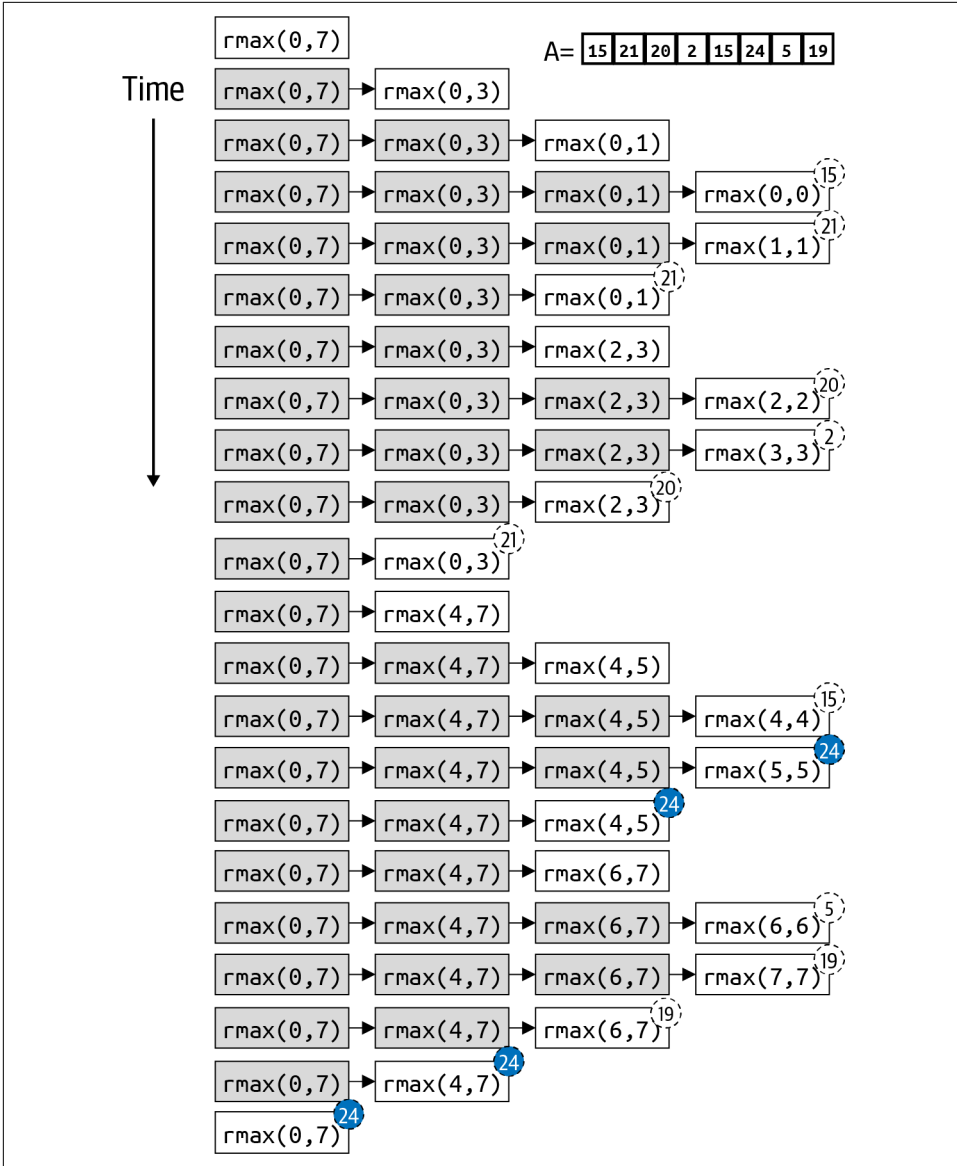 rmax(0,7)
A= 15 21 20 2 15 24 5 19
Time
rmax(0,7) rmax(0,3)
rmax(0,7) rmax(0,3) rmax(0,1)
rmax(0,7) rmax(0,3) rmax(0,1) rmax(0,0) 15
rmax(0,7) rmax(0,3) rmax(0,1) rmax(1,1) 21
rmax(0,7) rmax(0,3) rmax(0,1) 21
rmax(0,7) rmax(0,3) rmax(2,3)
rmax(0,7) rmax(0,3) rmax(2,3) rmax(2,2) 20
rmax(0,7) rmax(0,3) rmax(2,3) rmax(3,3) 2
rmax(0,7) rmax(0,3) rmax(2,3) 20
rmax(0,7) rmax(0,3) 21
rmax(0,7) rmax(4,7)
rmax(0,7) rmax(4,7) rmax(4,5)
rmax(0,7) rmax(4,7) rmax(4,5) rmax(4,4) 15
rmax(0,7) rmax(4,7) rmax(4,5) rmax(5,5) 24
rmax(0,7) rmax(4,7) rmax(4,5) 24
rmax(0,7) rmax(4,7) rmax(6,7)
rmax(0,7) rmax(4,7) rmax(6,7) rmax(6,6) 5
rmax(0,7) rmax(4,7) rmax(6,7) rmax(7,7) 19
rmax(0,7) rmax(4,7) rmax(6,7) 19
rmax(0,7) rmax(4,7) 24
rmax(0,7) 24